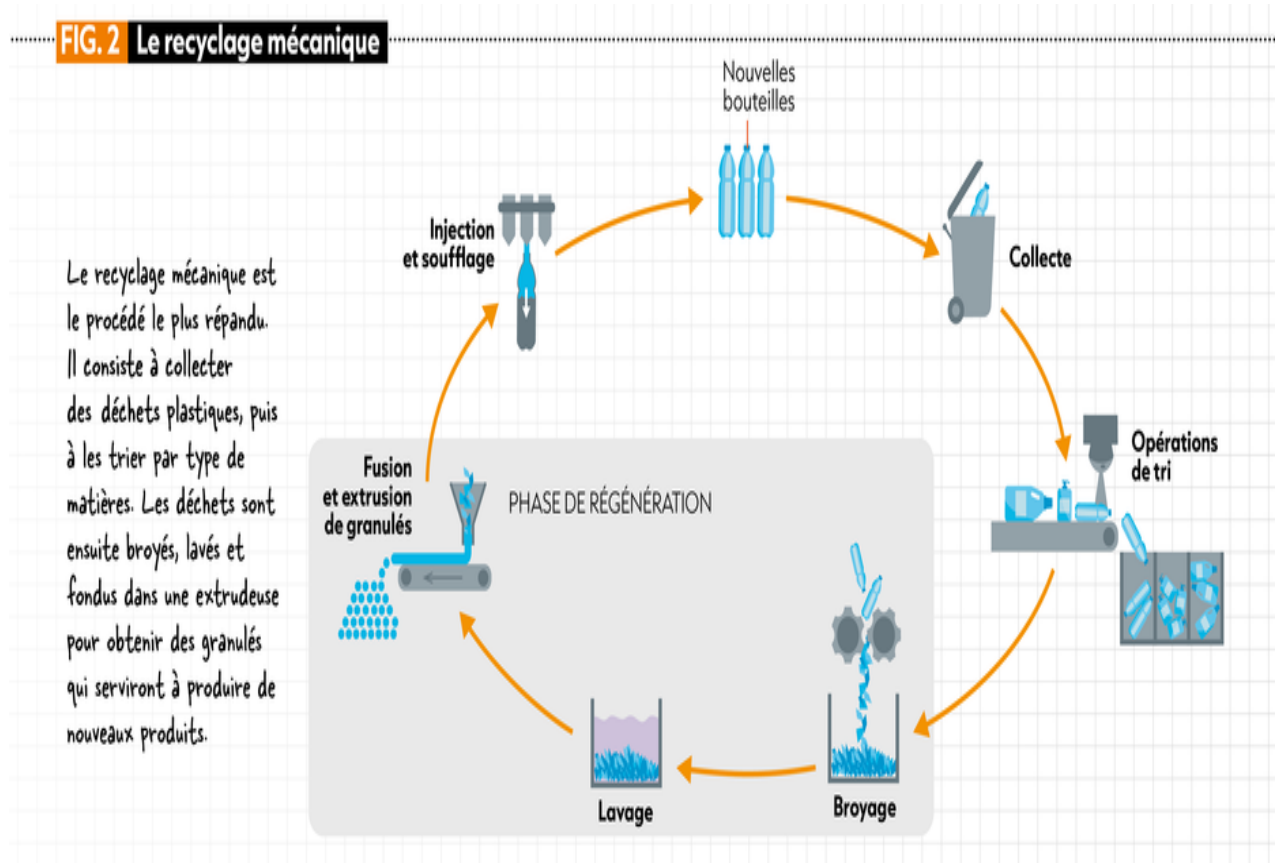 FIG. 2 Le recyclage mécanique
Nouvelles
bouteilles
Injection
et soufflage
Collecte
Le recyclage mécanique est
le procédé le plus répandu.
Il consiste à collecter
des déchets plastiques, puis
à les trier par type de
matières. Les déchets sont
ensuite broyés, lavés et
fondus dans une extrudeuse
pour obtenir des granulés
qui serviront à produire de
nouveaux produits.
Opérations
de tri
Fusion
et extrusion
de granulés
PHASE DE RÉGÉNÉRATION
Lavage
Broyage